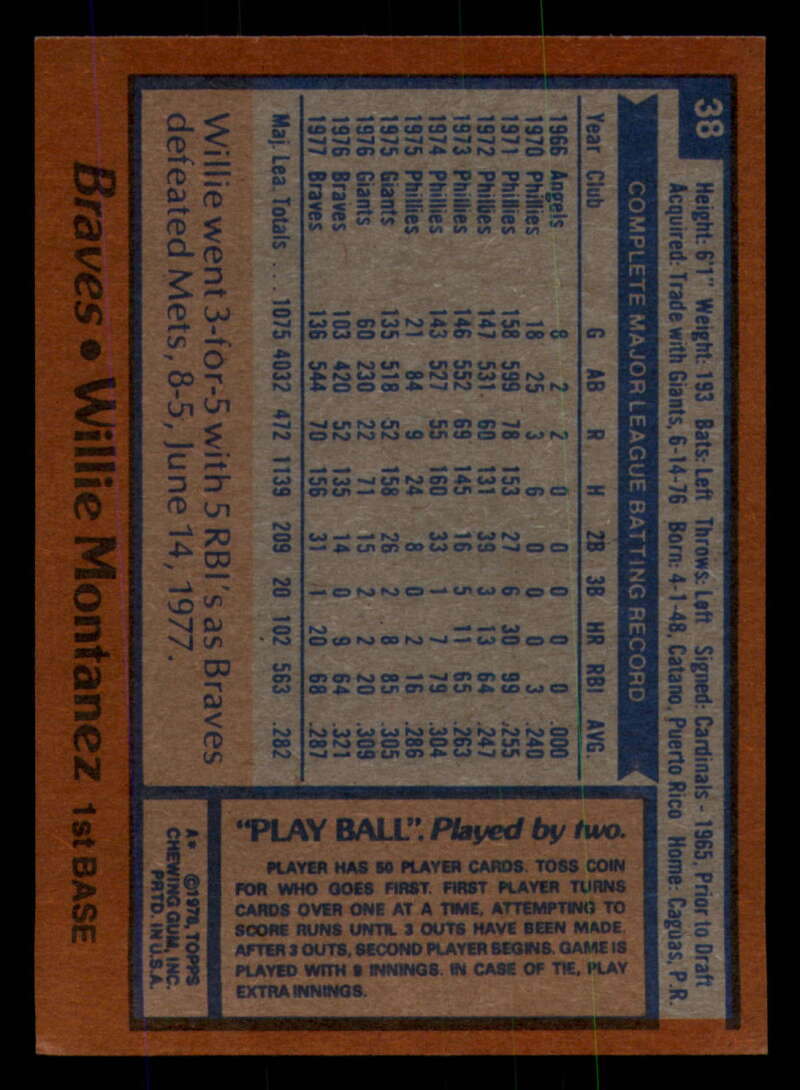 38
Height: 6'1" Weight: 193 Bats: Left Throws: Left Signed: Cardinals - 1965, Prior to Draft
Acquired: Trade with Giants, 6-14-76 Born: 4-1-48, Catano, Puerto Rico Home: Caguas, P.R.
COMPLETE MAJOR LEAGUE BATTING RECORD
Year Club G AB R H 2B 3B HR RBI AVG.
1966 Angels 8 2 2 0 0 0 0 0 .000
1970 Phillies 18 25 3 6 0 0 0 3 .240
1971 Phillies 158 599 78 153 27 6 30 99 .255
1972 Phillies 147 531 60 131 39 3 13 64 .247
1973 Phillies 146 552 69 145 16 5 11 65 .263
1974 Phillies 143 527 55 160 33 1 7 79 .304
1975 Phillies 21 84 9 24 8 0 2 16 .286
1975 Giants 135 518 52 158 26 2 8 85 .305
1976 Giants 60 230 22 71 15 2 2 20 .309
1976 Braves 103 420 52 135 14 0 9 64 .321
1977 Braves 136 544 70 156 31 1 20 68 .287
Maj. Lea. Totals .... 1075 4032 472 1139 209 20 102 563 .282
Willie went 3-for-5 with 5 RBI's as Braves
defeated Mets, 8-5, June 14, 1977.
Braves • Willie Montanez 1st BASE
"PLAY BALL". Played by two.
PLAYER HAS 50 PLAYER CARDS. TOSS COIN
FOR WHO GOES FIRST. FIRST PLAYER TURNS
CARDS OVER ONE AT A TIME, ATTEMPTING TO
SCORE RUNS UNTIL 3 OUTS HAVE BEEN MADE.
AFTER 3 OUTS, SECOND PLAYER BEGINS. GAME IS
PLAYED WITH 9 INNINGS. IN CASE OF TIE, PLAY
EXTRA INNINGS.
A* ©1978, TOPPS
CHEWING GUM, INC.
PRTD. IN U.S.A.